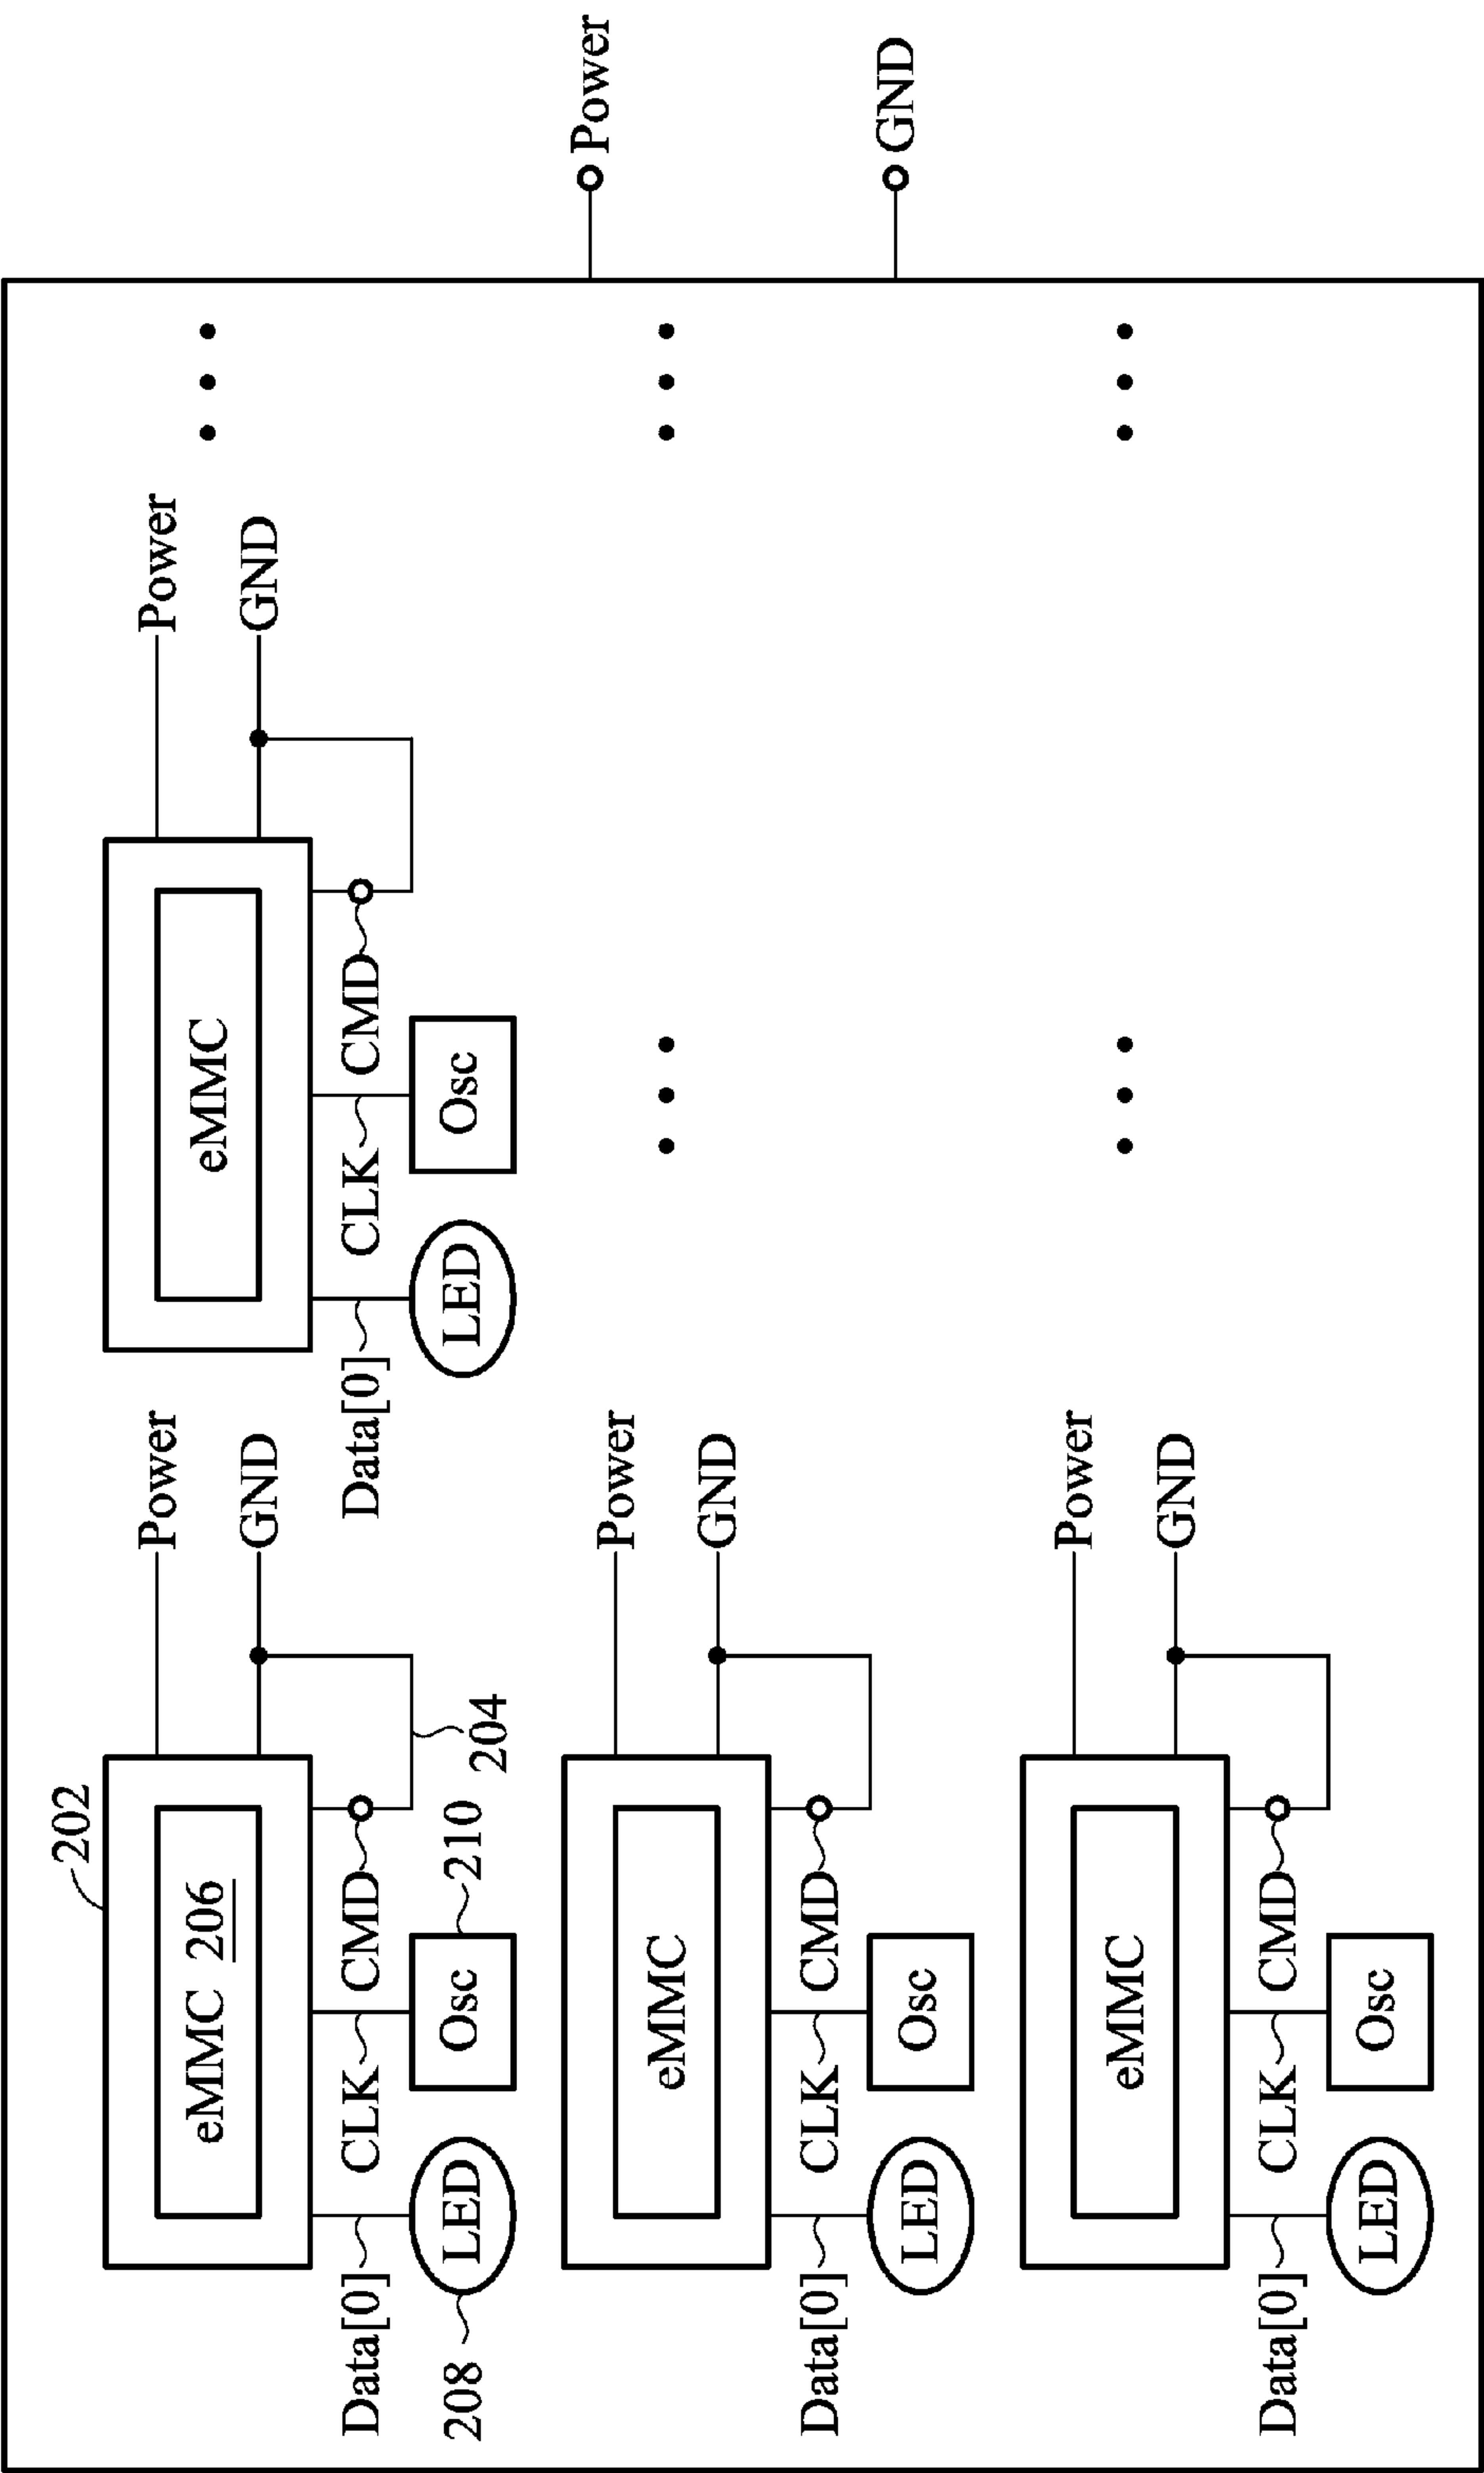 202
Power Power
eMMC 206 eMMC
GND GND
Data[0] CLK CMD Data[0] CLK CMD
208 LED Osc 210 204 LED Osc
Power
Power
eMMC
GND
Data[0] CLK CMD
GND
LED Osc
Power
eMMC
GND
Data[0] CLK CMD
LED Osc